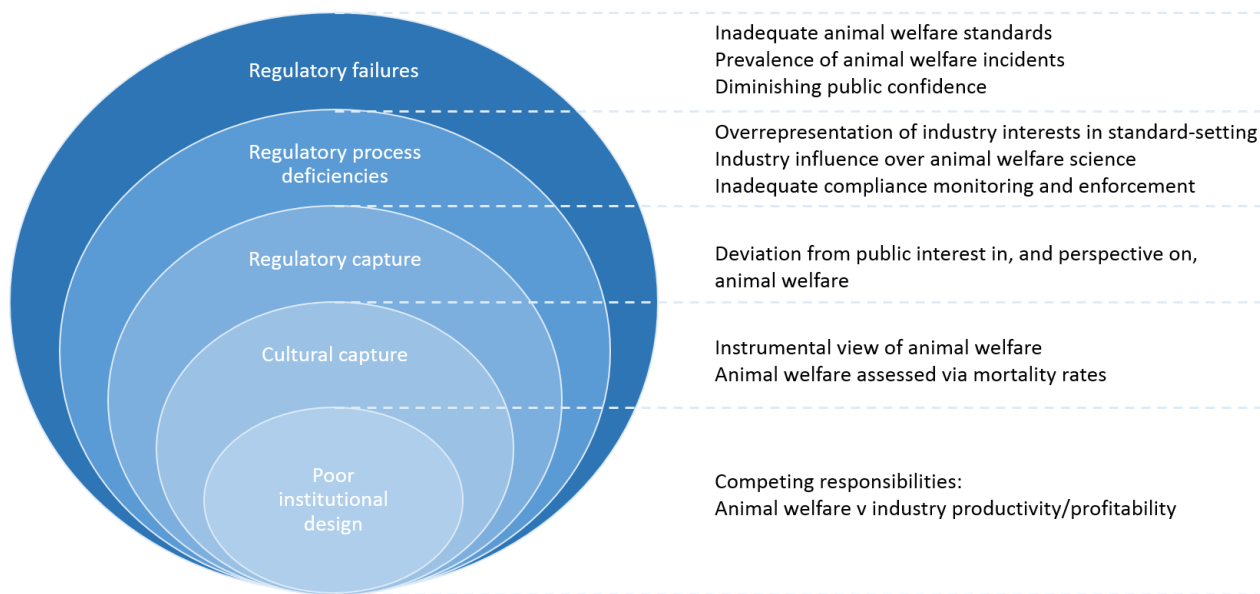 Regulatory failures
Inadequate animal welfare standards
Prevalence of animal welfare incidents
Diminishing public confidence
Regulatory process
deficiencies
Overrepresentation of industry interests in standard-setting
Industry influence over animal welfare science
Inadequate compliance monitoring and enforcement
Regulatory capture
Deviation from public interest in, and perspective on,
animal welfare
Cultural capture
Instrumental view of animal welfare
Animal welfare assessed via mortality rates
Poor
institutional
design
Competing responsibilities:
Animal welfare v industry productivity/profitability